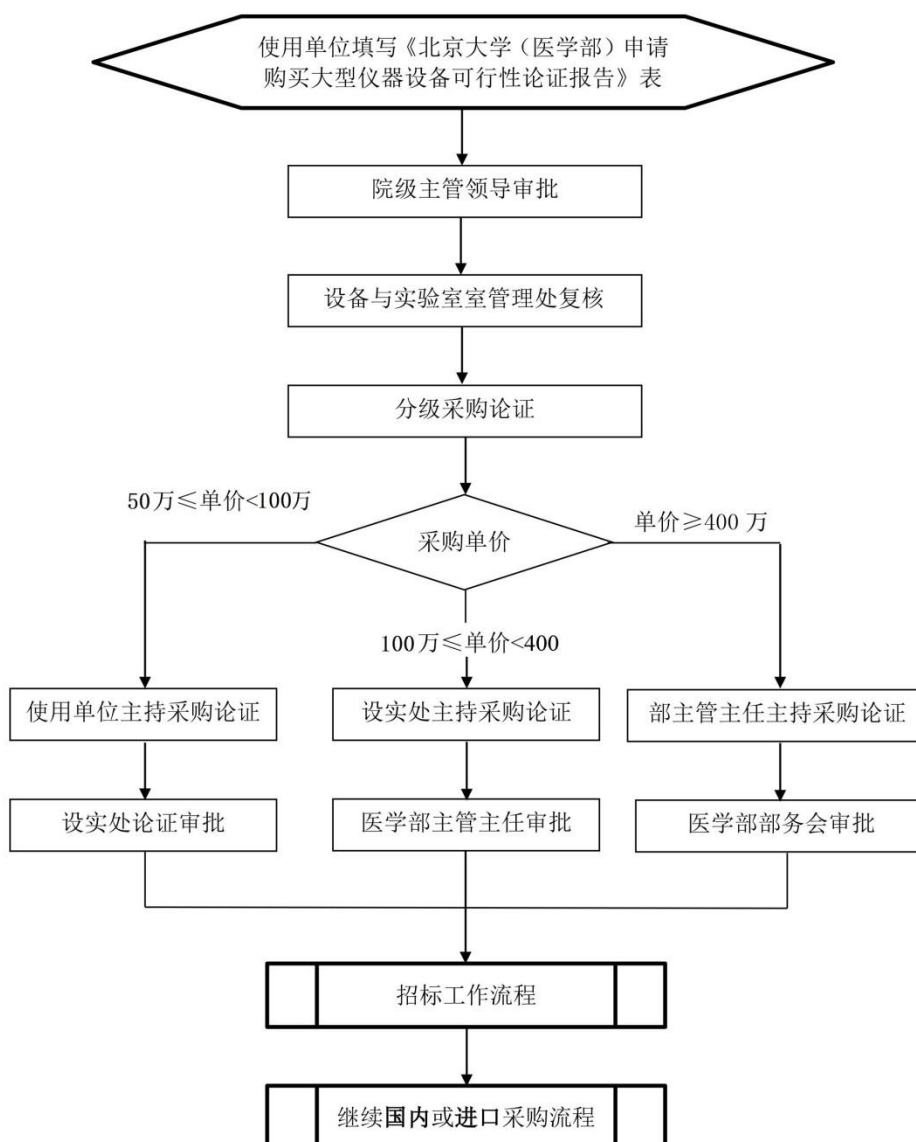 使用单位填写《北京大学（医学部）申请
购买大型仪器设备可行性论证报告》表
院级主管领导审批
设备与实验室室管理处复核
分级采购论证
50万≤单价<100万
采购单价
单价≥400 万
100万≤单价<400
使用单位主持采购论证
设实处主持采购论证
部主管主任主持采购论证
设实处论证审批
医学部主管主任审批
医学部部务会审批
招标工作流程
继续国内或进口采购流程